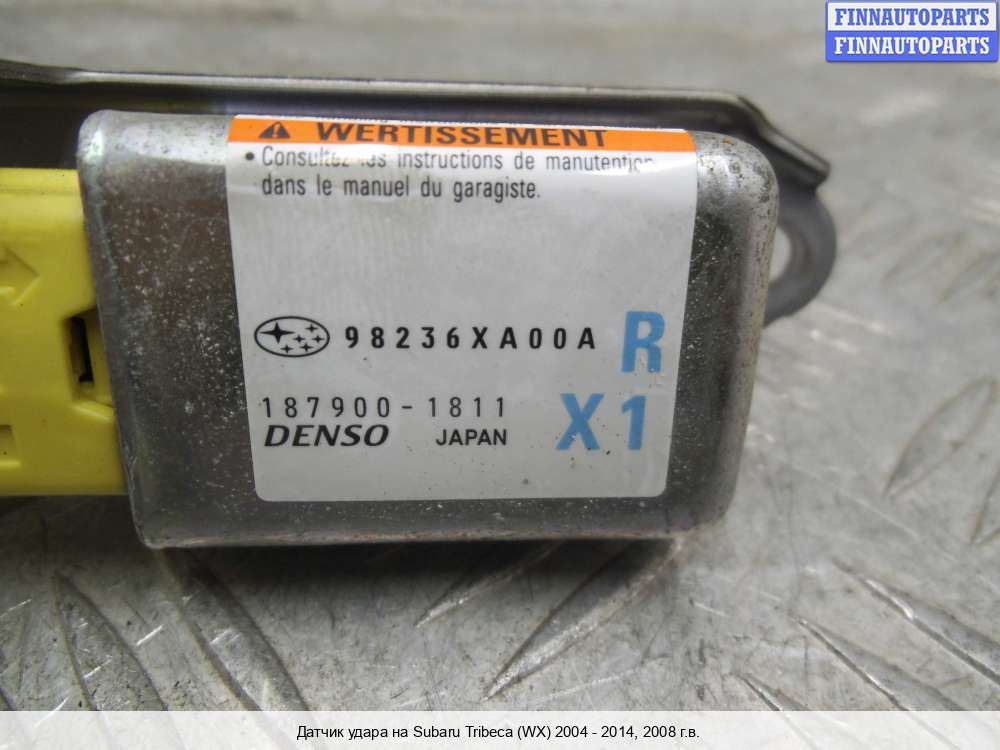 FINNAUTOPARTS
FINNAUTOPARTS
WERTISSEMENT
• Consultez les instructions de manutention
dans le manuel du garagiste.
98236XA00A R
187900-1811 X1
DENSO JAPAN
Датчик удара на Subaru Tribeca (WX) 2004 - 2014, 2008 г.в.